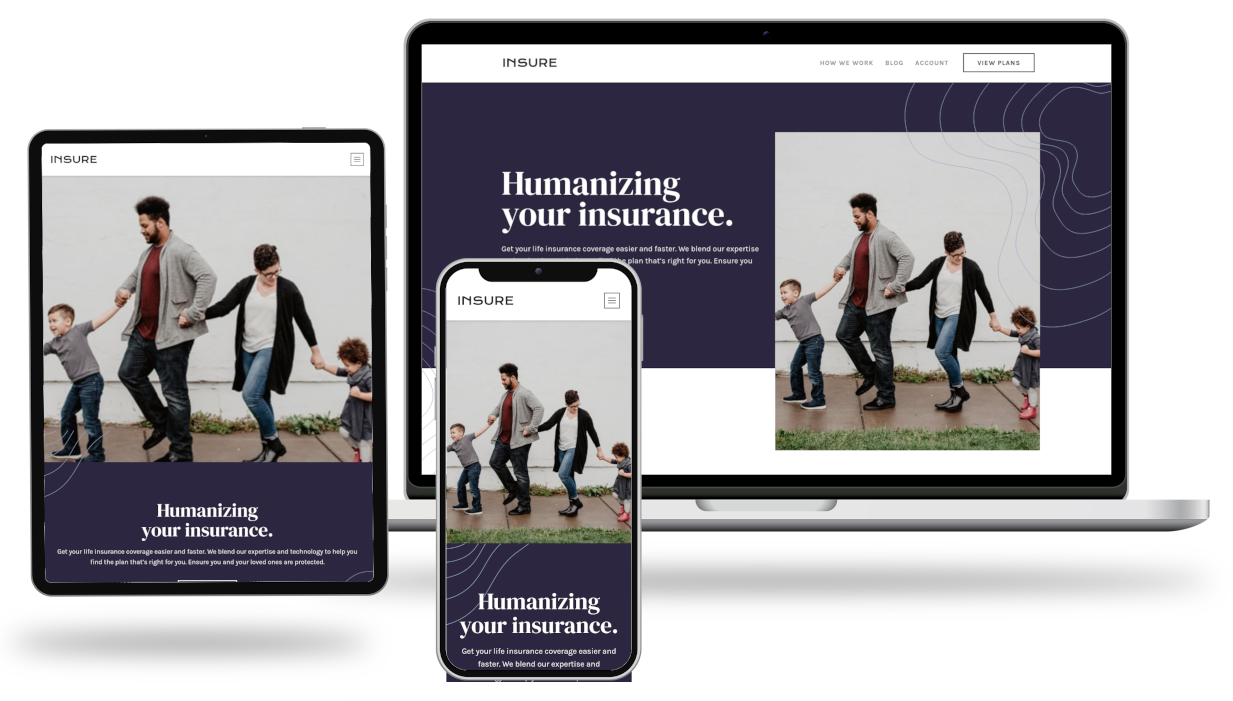 INSURE
HOW WE WORK BLOG ACCOUNT VIEW PLANS
Humanizing
your insurance.
Get your life insurance coverage easier and faster. We blend our expertise
the plan that's right for you. Ensure you
INSURE
Humanizing
your insurance.
Get your life insurance coverage easier and faster. We blend our expertise and technology to help you
find the plan that's right for you. Ensure you and your loved ones are protected.
INSURE
Humanizing
your insurance.
Get your life insurance coverage easier and
faster. We blend our expertise and